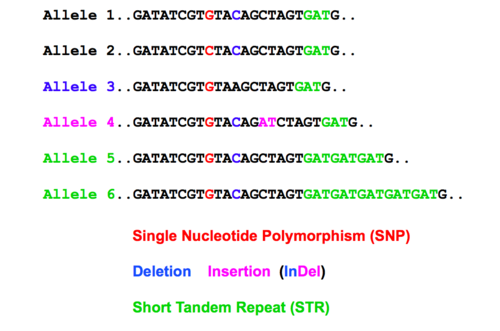 Allele 1..GATATCGTGTACAGCTAGTGATG..
Allele 2..GATATCGTCTACAGCTAGTGATG..
Allele 3..GATATCGTGTAAGCTAGTGATG..
Allele 4..GATATCGTGTACAGATCTAGTGATG..
Allele 5..GATATCGTGTACAGCTAGTGATGATGATG..
Allele 6..GATATCGTGTACAGCTAGTGATGATGATGATGATG..
Single Nucleotide Polymorphism (SNP)
Deletion Insertion (InDel)
Short Tandem Repeat (STR)